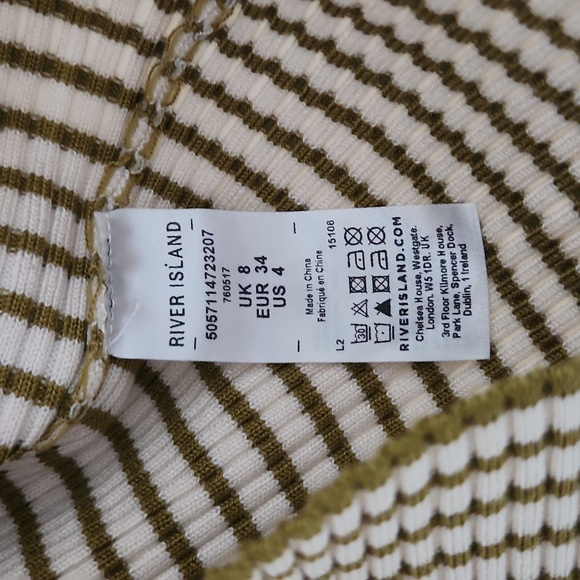 RIVER ISLAND
5057114723207
760517
UK 8
EUR 34
US 4
Made in China
Fabriqué en Chine
15106
L2
30
RIVERISLAND.COM
Chelsea House, Westgate,
London. W5 1DR. UK
3rd Floor Kilmore House,
Park Lane, Spencer Dock,
Dublin, 1 Ireland